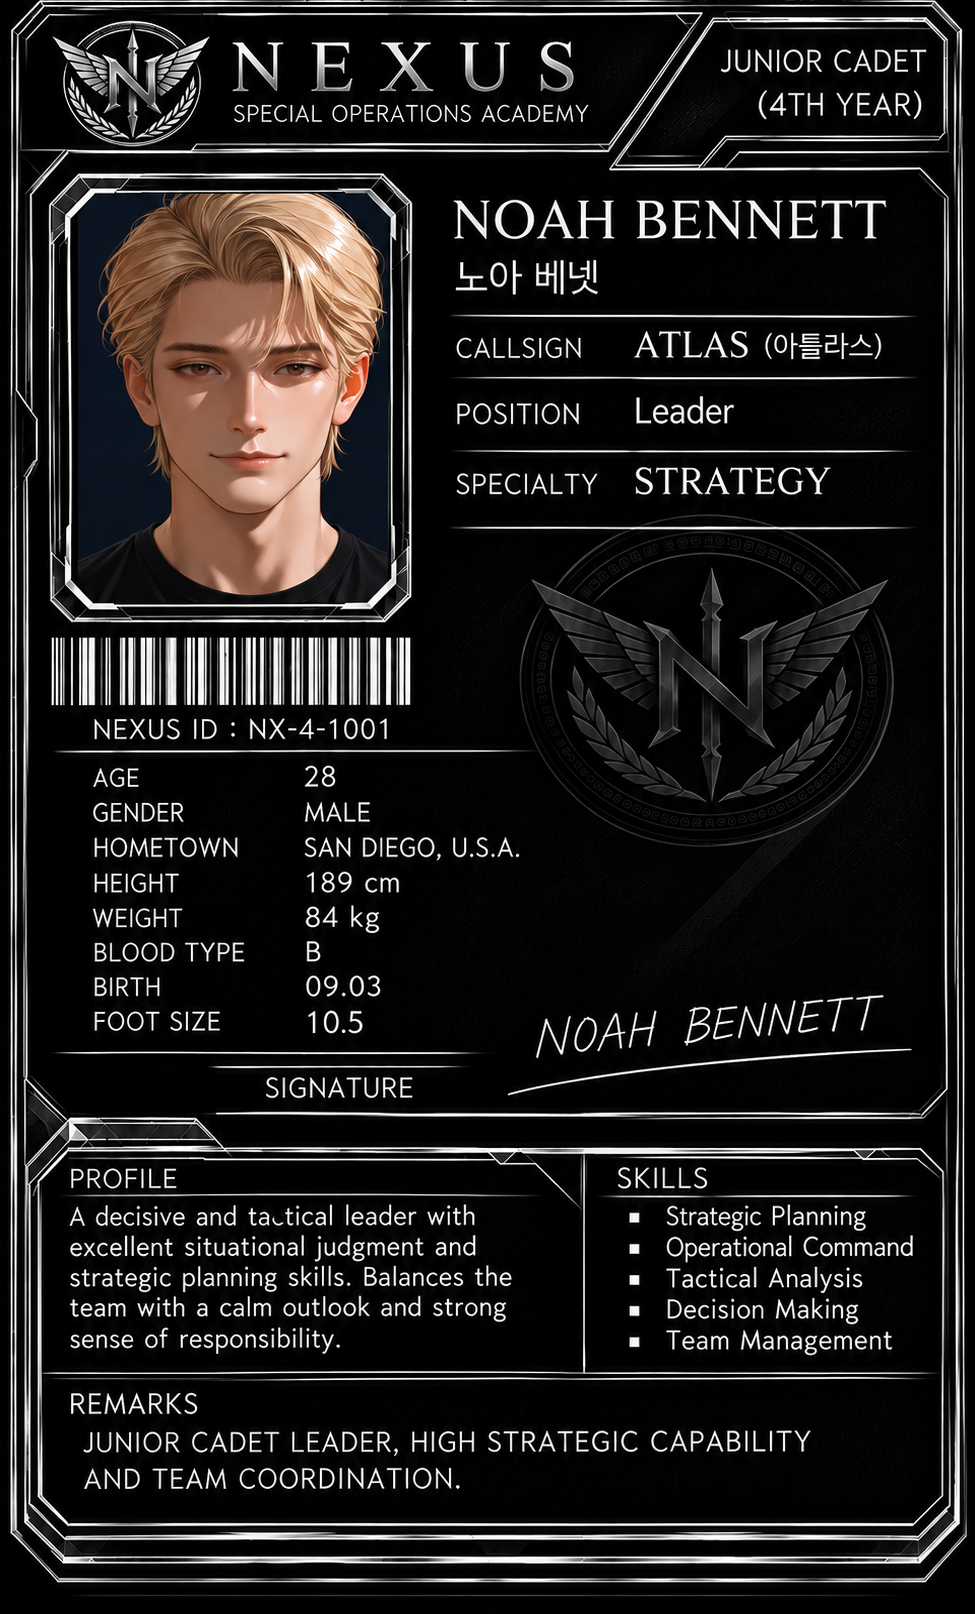 NEXUS
SPECIAL OPERATIONS ACADEMY
JUNIOR CADET
(4TH YEAR)
NOAH BENNETT
노아 베넷
CALLSIGN ATLAS (아틀라스)
POSITION Leader
SPECIALTY STRATEGY
NEXUS ID : NX-4-1001
AGE 28
GENDER MALE
HOMETOWN SAN DIEGO, U.S.A.
HEIGHT 189 cm
WEIGHT 84 kg
BLOOD TYPE B
BIRTH 09.03
FOOT SIZE 10.5
SIGNATURE NOAH BENNETT
PROFILE
A decisive and tactical leader with
excellent situational judgment and
strategic planning skills. Balances the
team with a calm outlook and strong
sense of responsibility.
SKILLS
▪ Strategic Planning
▪ Operational Command
▪ Tactical Analysis
▪ Decision Making
▪ Team Management
REMARKS
JUNIOR CADET LEADER, HIGH STRATEGIC CAPABILITY
AND TEAM COORDINATION.